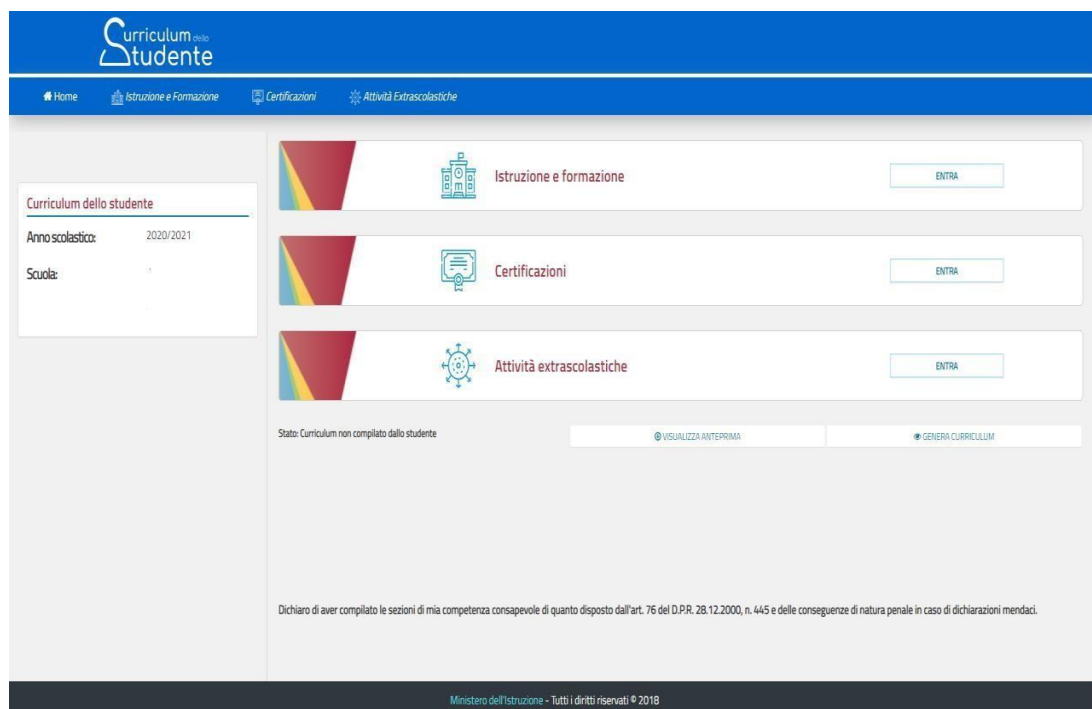 Curriculum dello
Studente
Home Istruzione e Formazione Certificazioni Attività Extrascolastiche
Curriculum dello studente
Anno scolastico: 2020/2021
Scuola:
Istruzione e formazione ENTRA
Certificazioni ENTRA
Attività extrascolastiche ENTRA
Stato: Curriculum non compilato dallo studente VISUALIZZA ANTEPRIMA GENERA CURRICULUM
Dichiaro di aver compilato le sezioni di mia competenza consapevole di quanto disposto dall'art. 76 del D.P.R. 28.12.2000, n. 445 e delle conseguenze di natura penale in caso di dichiarazioni mendaci.
Ministero dell'Istruzione - Tutti i diritti riservati © 2018